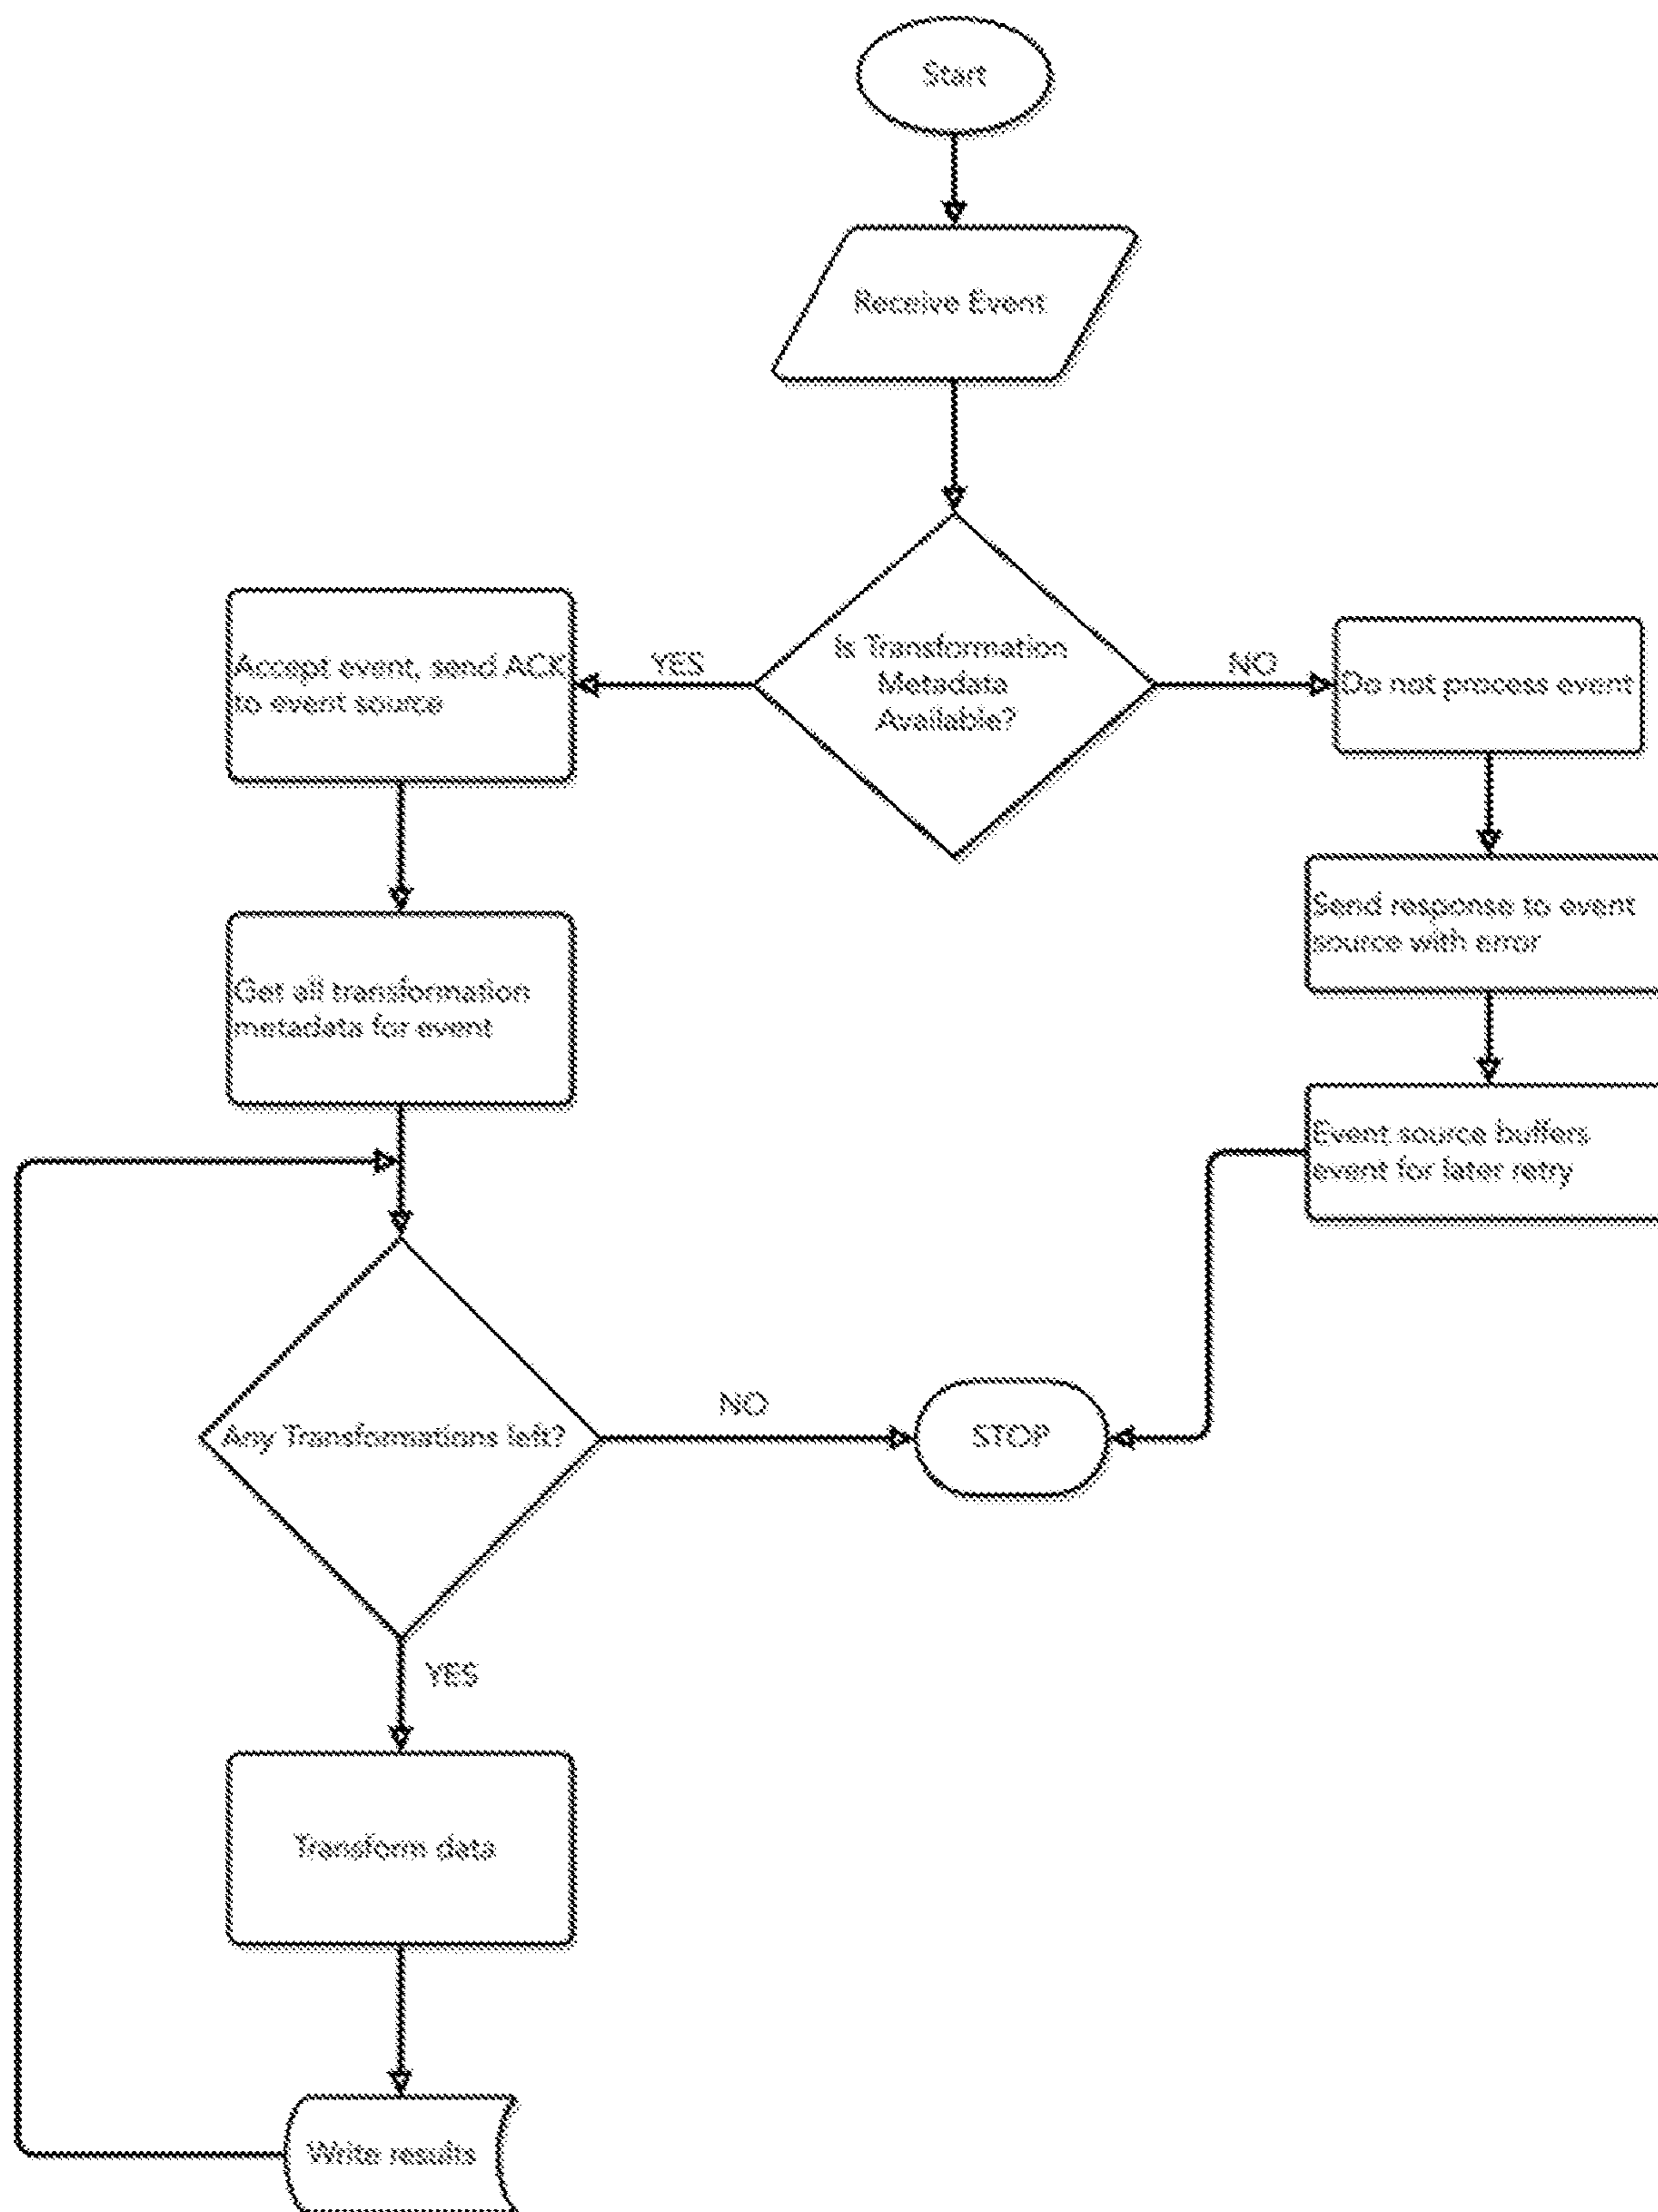 Start
Receive Event
Is Transformation
Metadata
Available?
YES
NO
Accept event, send ACK
to event source
Do not process event
Send response to event
source with error
Get all transformation
metadata for event
Event source buffers
event for later retry
Any Transformations left?
NO
STOP
YES
Transform data
Write results